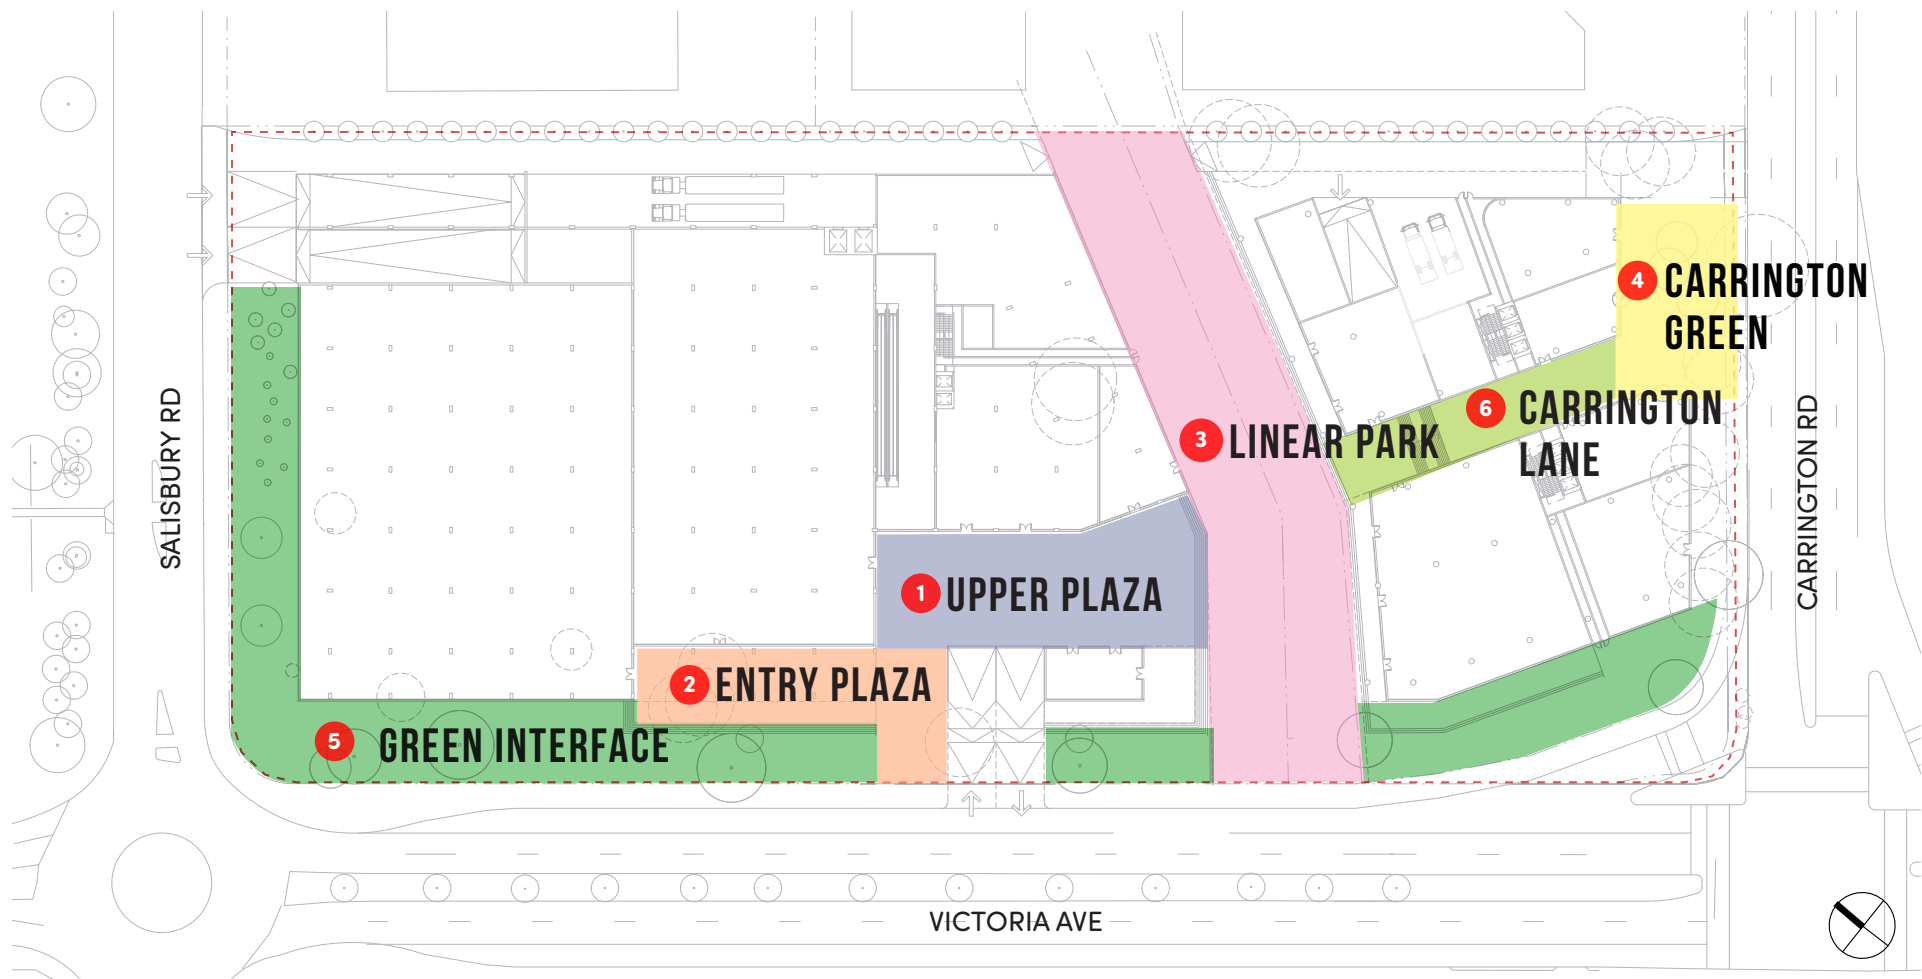 4 CARRINGTON
GREEN
6 CARRINGTON
LANE
3 LINEAR PARK
1 UPPER PLAZA
2 ENTRY PLAZA
5 GREEN INTERFACE
SALISBURY RD
CARRINGTON RD
VICTORIA AVE